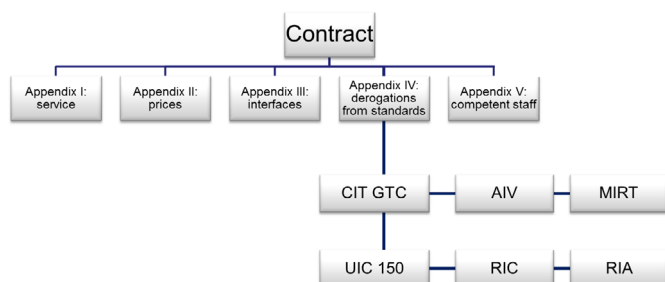 Contract
Appendix I:
service
Appendix II:
prices
Appendix III:
interfaces
Appendix IV:
derogations
from standards
Appendix V:
competent staff
CIT GTC
AIV
MIRT
UIC 150
RIC
RIA